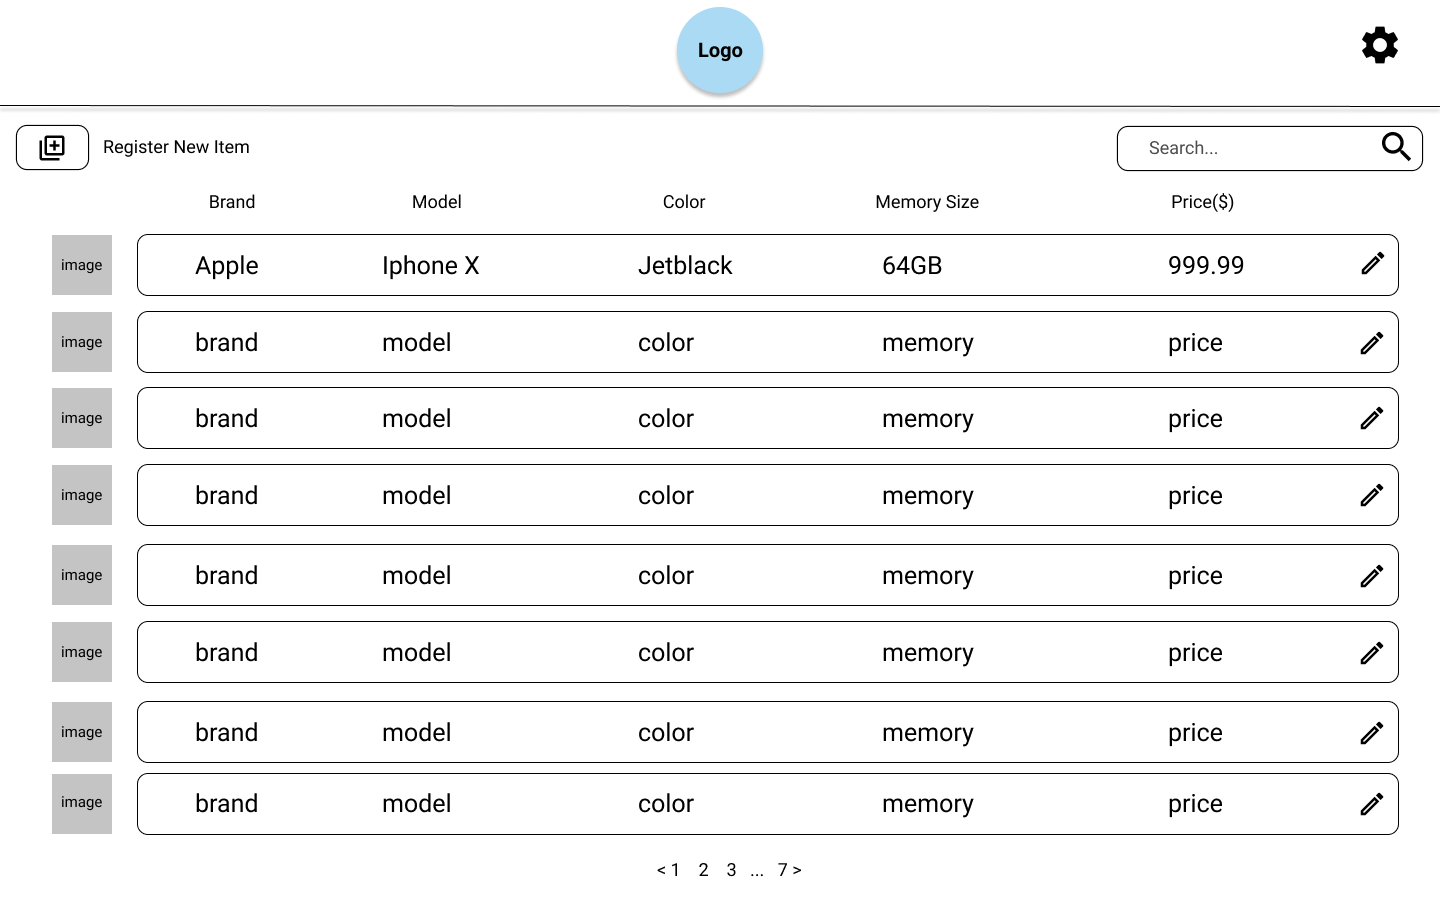 Logo
Register New Item
Search...
Brand Model Color Memory Size Price($)
image Apple Iphone X Jetblack 64GB 999.99
image brand model color memory price
image brand model color memory price
image brand model color memory price
image brand model color memory price
image brand model color memory price
image brand model color memory price
image brand model color memory price
< 1 2 3 ... 7 >